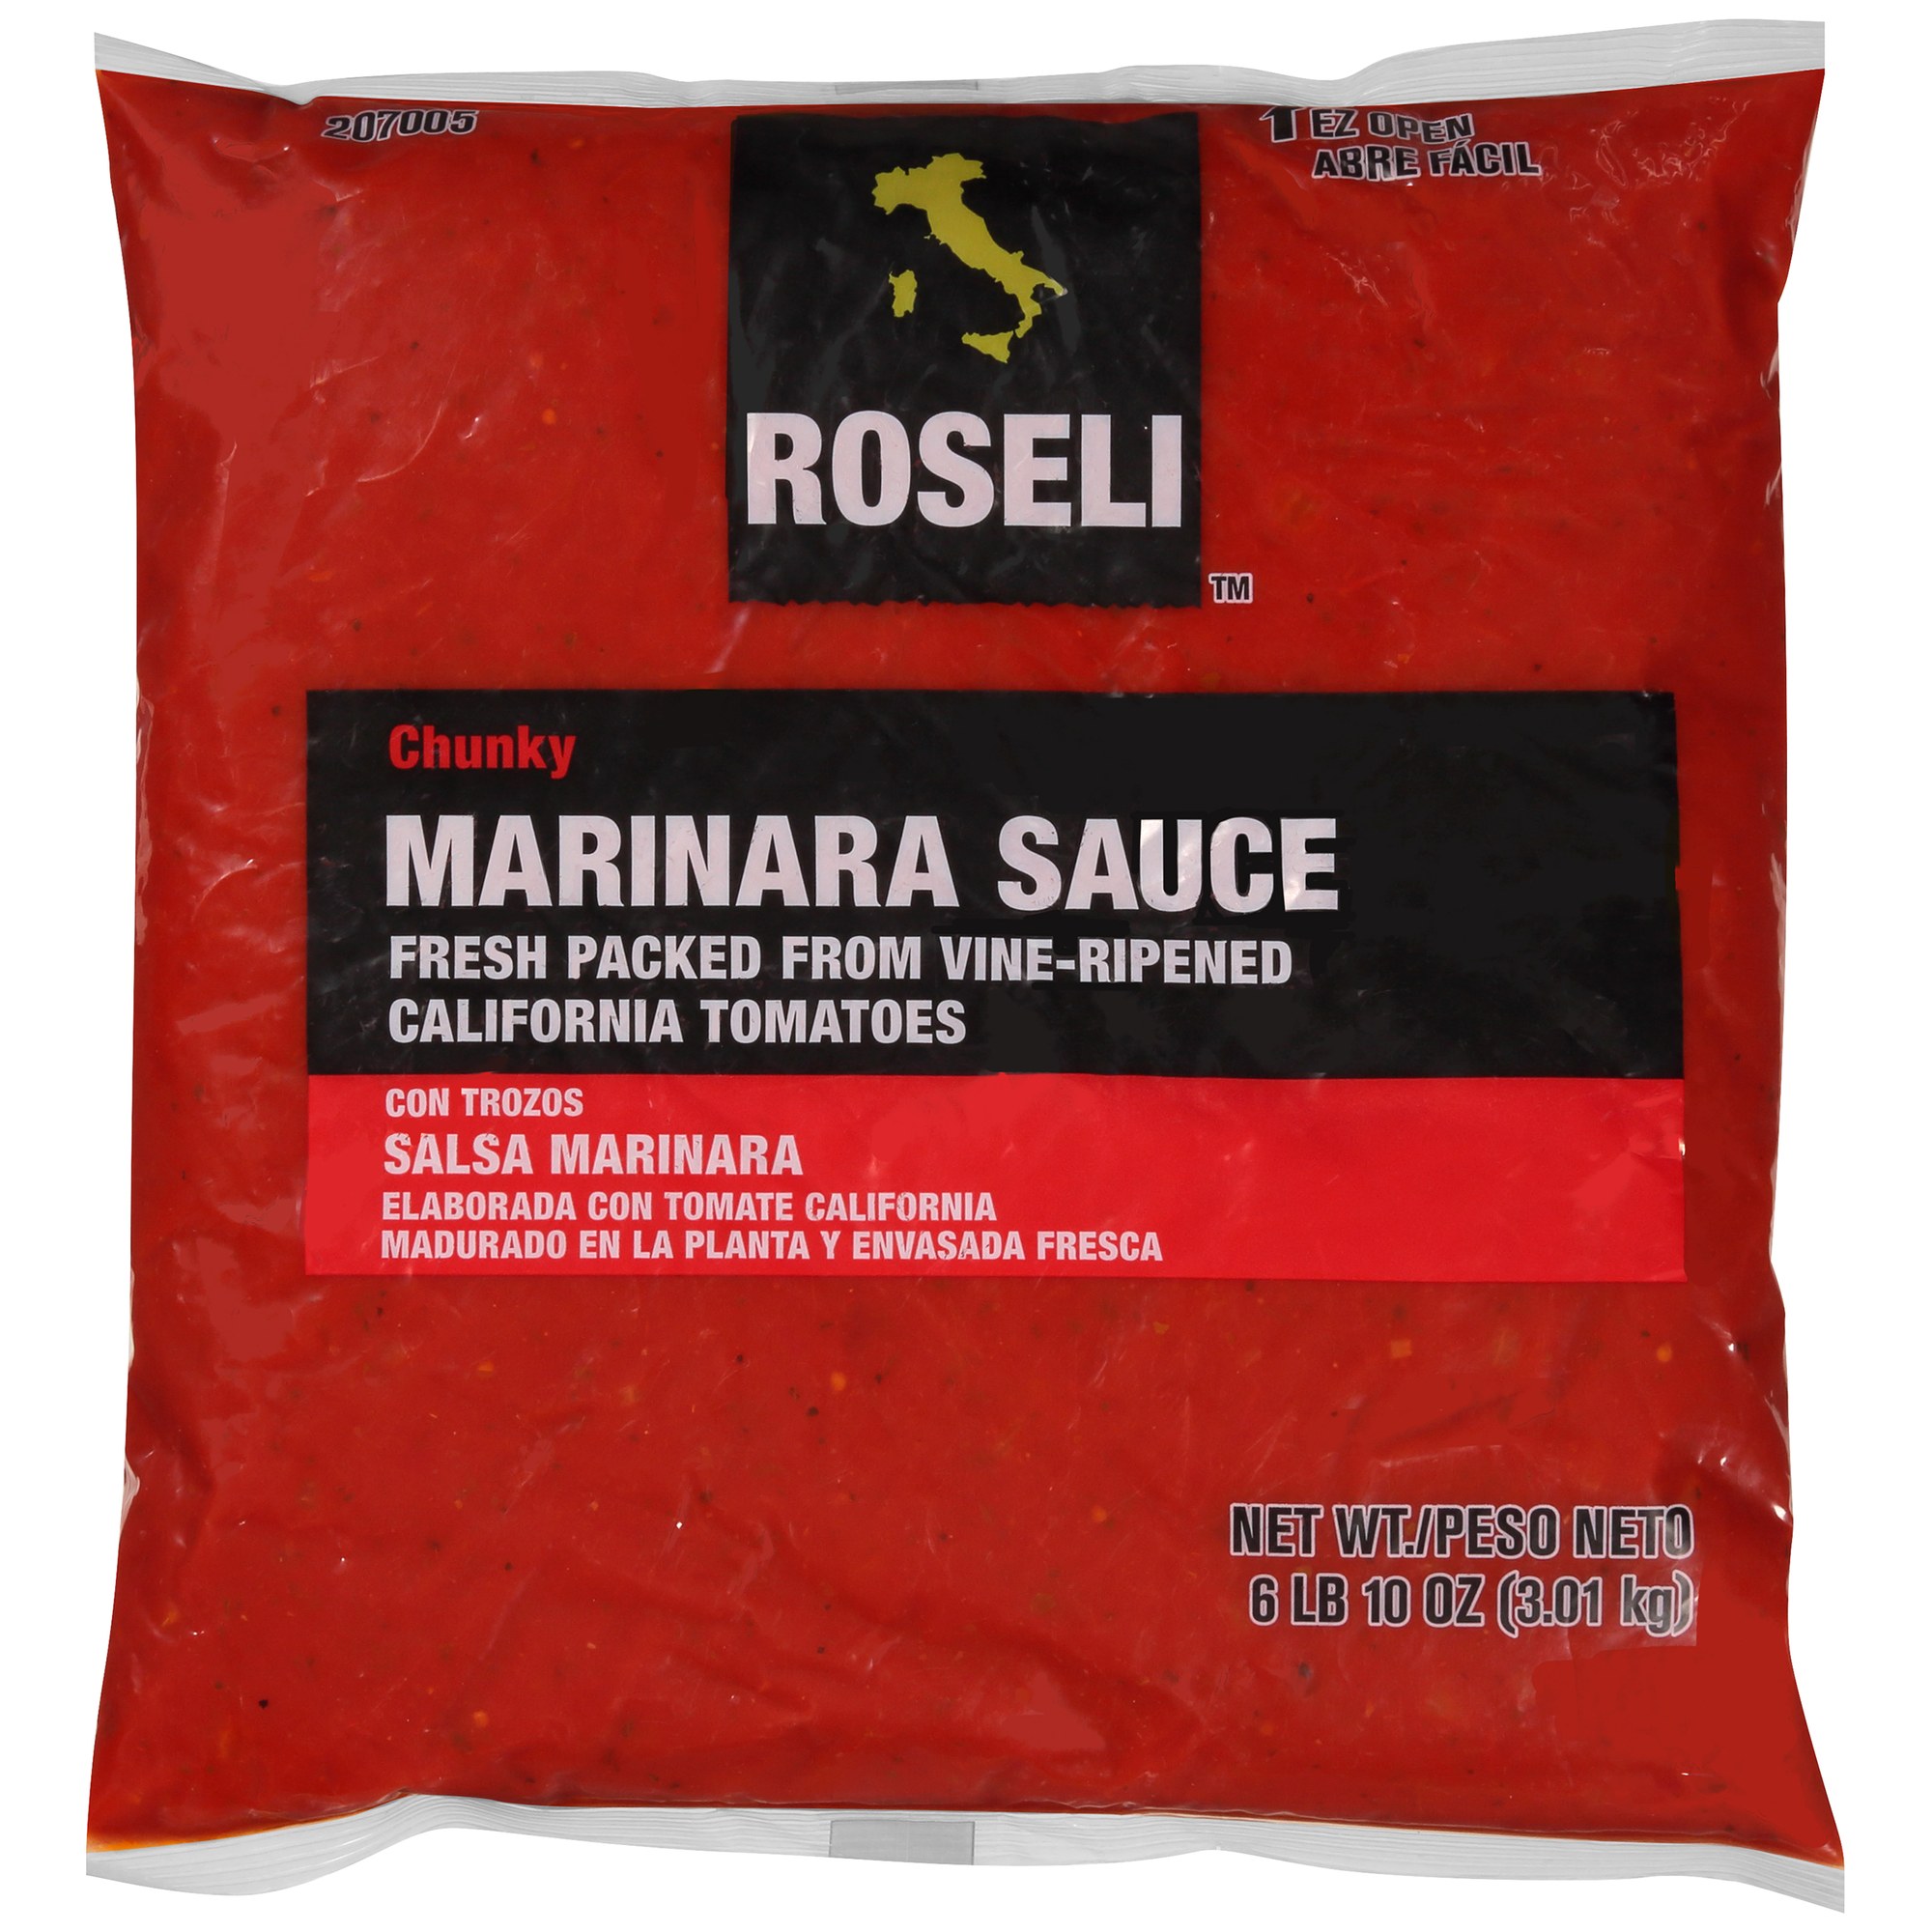 207005
EZ OPEN
ABRE FÁCIL
ROSELI
TM
Chunky
MARINARA SAUCE
FRESH PACKED FROM VINE-RIPENED
CALIFORNIA TOMATOES
CON TROZOS
SALSA MARINARA
ELABORADA CON TOMATE CALIFORNIA
MADURADO EN LA PLANTA Y ENVASADA FRESCA
NET WT./PESO NETO
6 LB 10 OZ (3.01 kg)